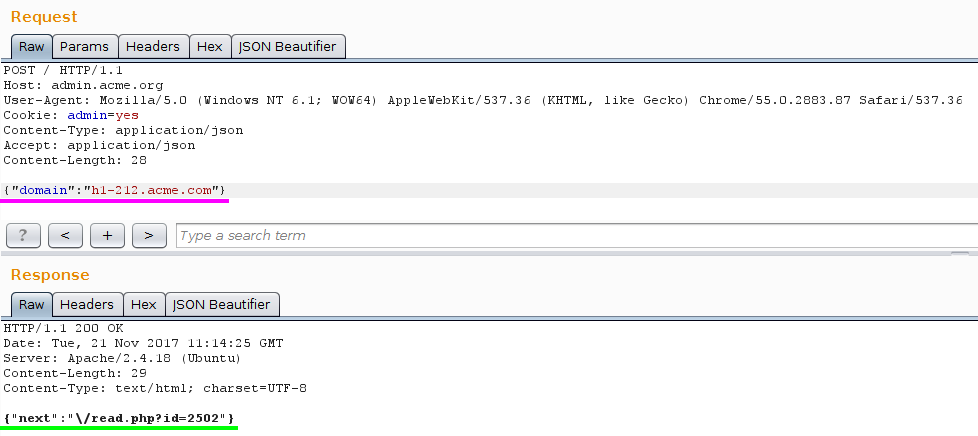 Request
Raw Params Headers Hex JSON Beautifier
POST / HTTP/1.1
Host: admin.acme.org
User-Agent: Mozilla/5.0 (Windows NT 6.1; WOW64) AppleWebKit/537.36 (KHTML, like Gecko) Chrome/55.0.2883.87 Safari/537.36
Cookie: admin=yes
Content-Type: application/json
Accept: application/json
Content-Length: 28
{"domain":"h1-212.acme.com"}
? < + > Type a search term
Response
Raw Headers Hex JSON Beautifier
HTTP/1.1 200 OK
Date: Tue, 21 Nov 2017 11:14:25 GMT
Server: Apache/2.4.18 (Ubuntu)
Content-Length: 29
Content-Type: text/html; charset=UTF-8
{"next":"\/read.php?id=2502"}